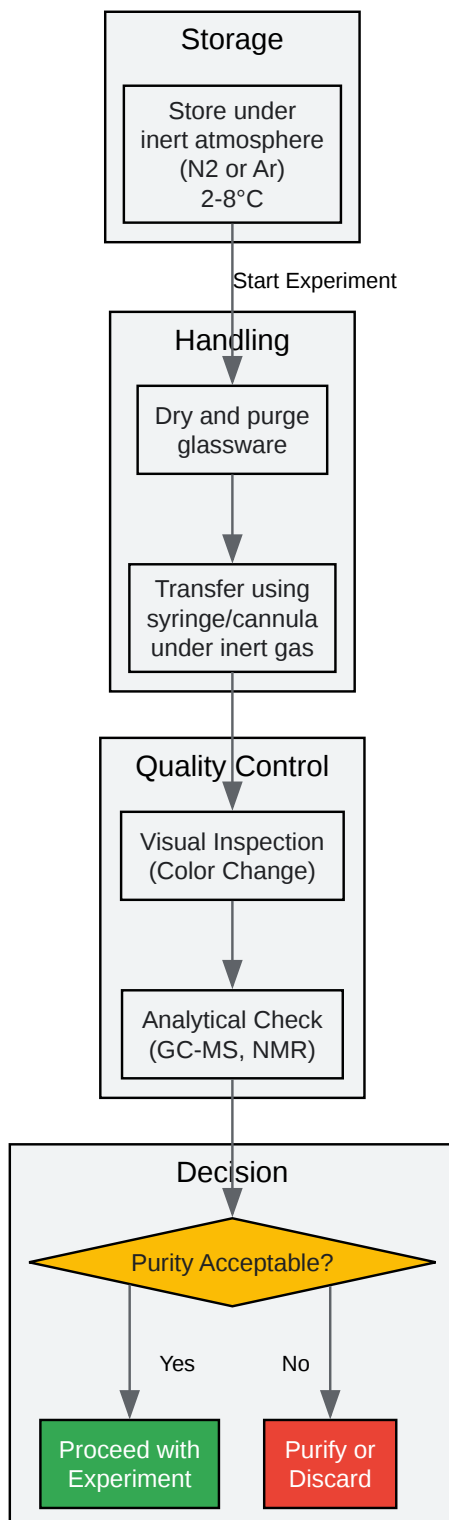 Storage
Store under
inert atmosphere
(N2 or Ar)
2-8°C
Start Experiment
Handling
Dry and purge
glassware
Transfer using
syringe/cannula
under inert gas
Quality Control
Visual Inspection
(Color Change)
Analytical Check
(GC-MS, NMR)
Decision
Purity Acceptable?
Yes
No
Proceed with
Experiment
Purify or
Discard